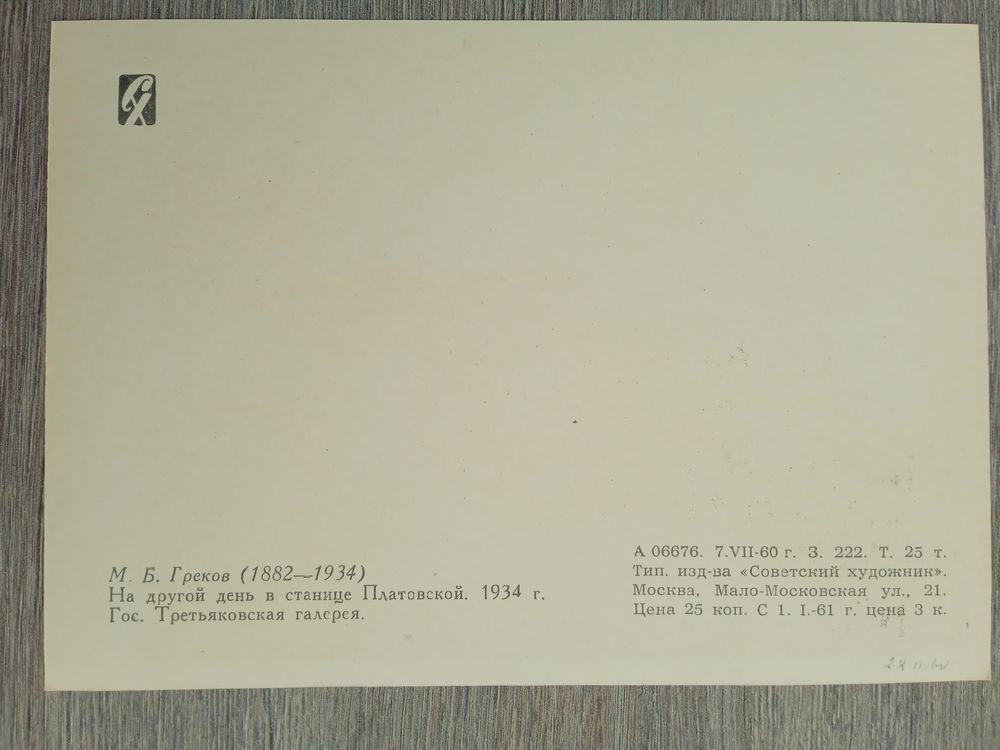 СХ
М. Б. Греков (1882—1934)
На другой день в станице Платовской. 1934 г.
Гос. Третьяковская галерея.
А 06676. 7.VII-60 г. З. 222. Т. 25 т.
Тип. изд-ва «Советский художник».
Москва, Мало-Московская ул., 21.
Цена 25 коп. С 1. I.-61 г. цена 3 к.